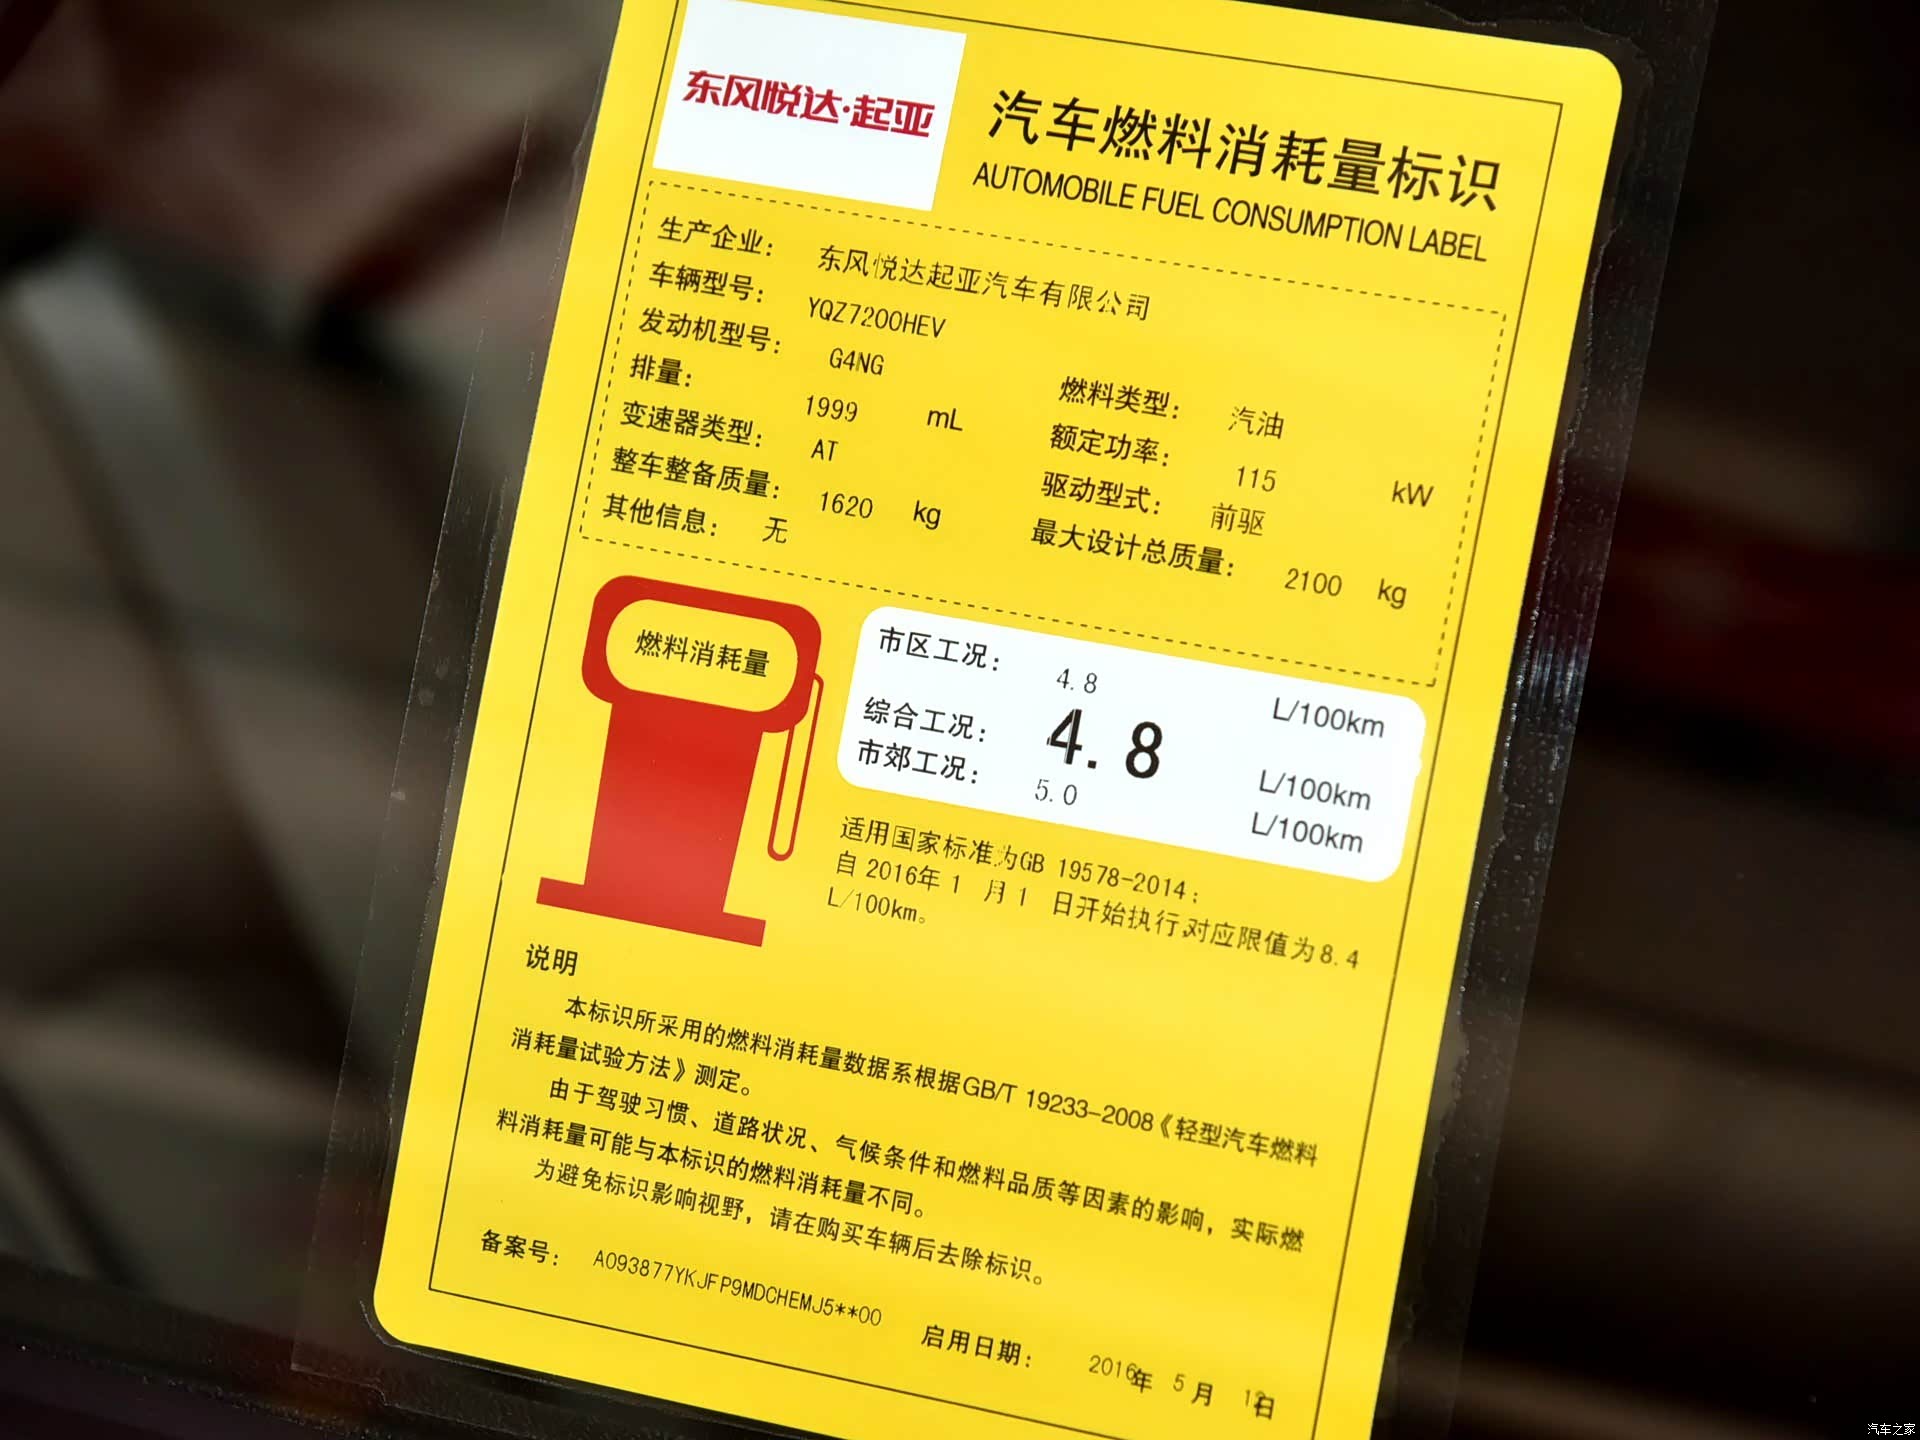 东风悦达·起亚
汽车燃料消耗量标识
AUTOMOBILE FUEL CONSUMPTION LABEL
生产企业： 东风悦达起亚汽车有限公司
车辆型号： YQZ7200HEV
发动机型号： G4NG 燃料类型： 汽油
排量： 1999 mL 额定功率： 115 kW
变速器类型： AT 驱动型式： 前驱
整车整备质量： 1620 kg 最大设计总质量： 2100 kg
其他信息： 无
燃料消耗量
市区工况： 4.8 L/100km
综合工况： 4.8 L/100km
市郊工况： 5.0 L/100km
适用国家标准为GB 19578-2014；
自 2016年 1 月 1 日开始执行,对应限值为8.4
L/100km。
说明
本标识所采用的燃料消耗量数据系根据GB/T 19233-2008《轻型汽车燃料
消耗量试验方法》测定。
由于驾驶习惯、道路状况、气候条件和燃料品质等因素的影响，实际燃
料消耗量可能与本标识的燃料消耗量不同。
为避免标识影响视野，请在购买车辆后去除标识。
备案号： A093877YKJFP9MDCHEMJ5**00
启用日期： 2016年 5 月 日
汽车之家